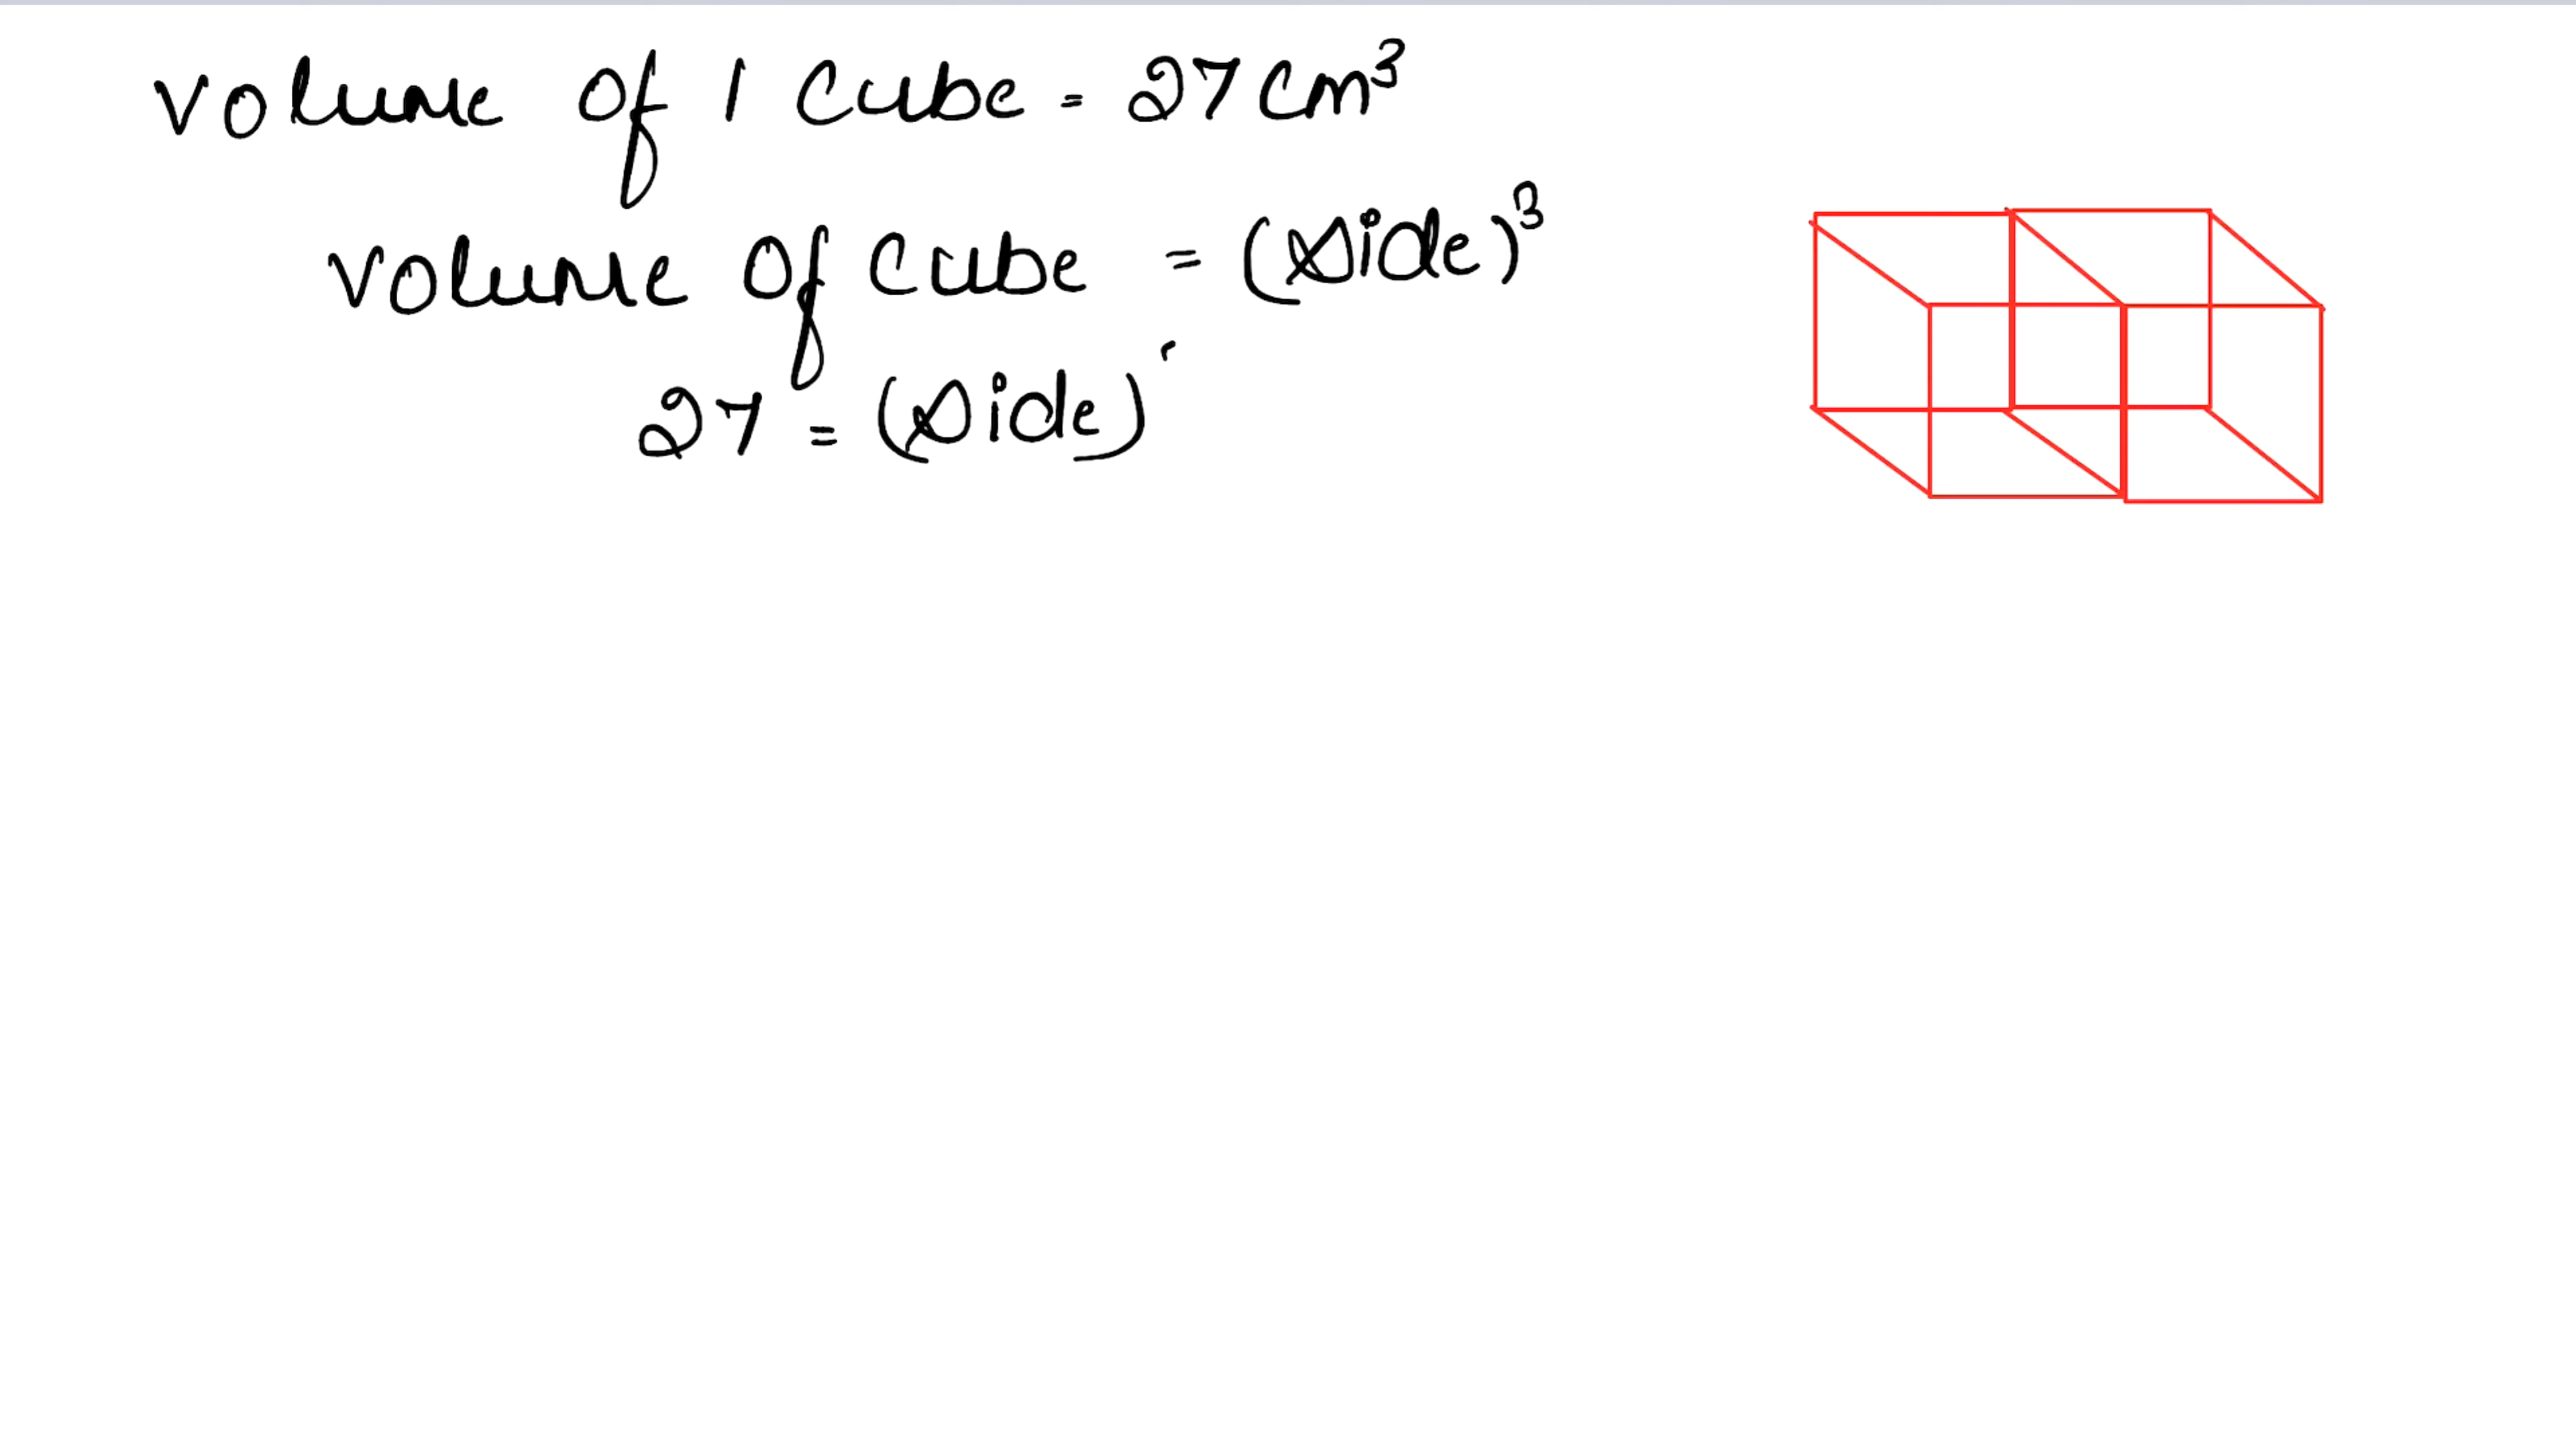 Volume of 1 Cube = 27 cm³
Volume of Cube = (Side)³
27 = (Side)